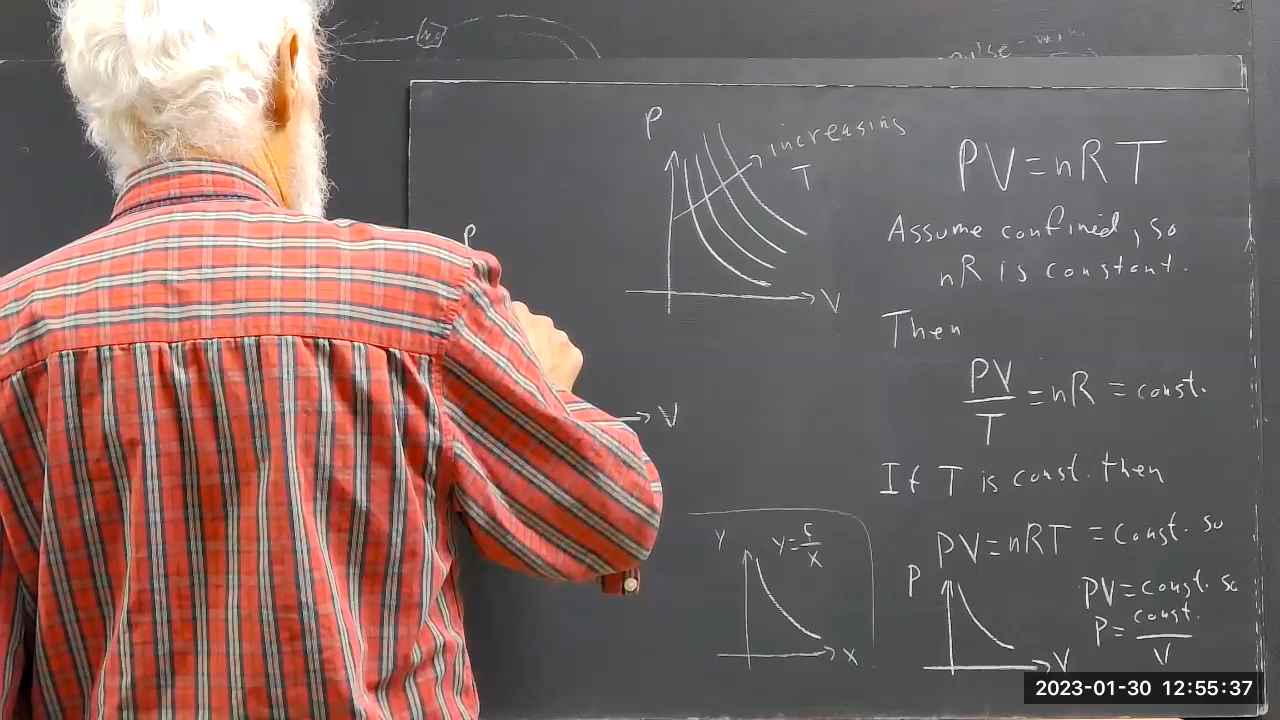 P
increasing
T
V
PV=nRT
Assume confined, so
nR is constant.
Then
PV/T = nR = const.
If T is const. then
PV=nRT = const. so
PV=const. so
P= const./V
P
V
P
V
Y
y=5/x
X
2023-01-30 12:55:37